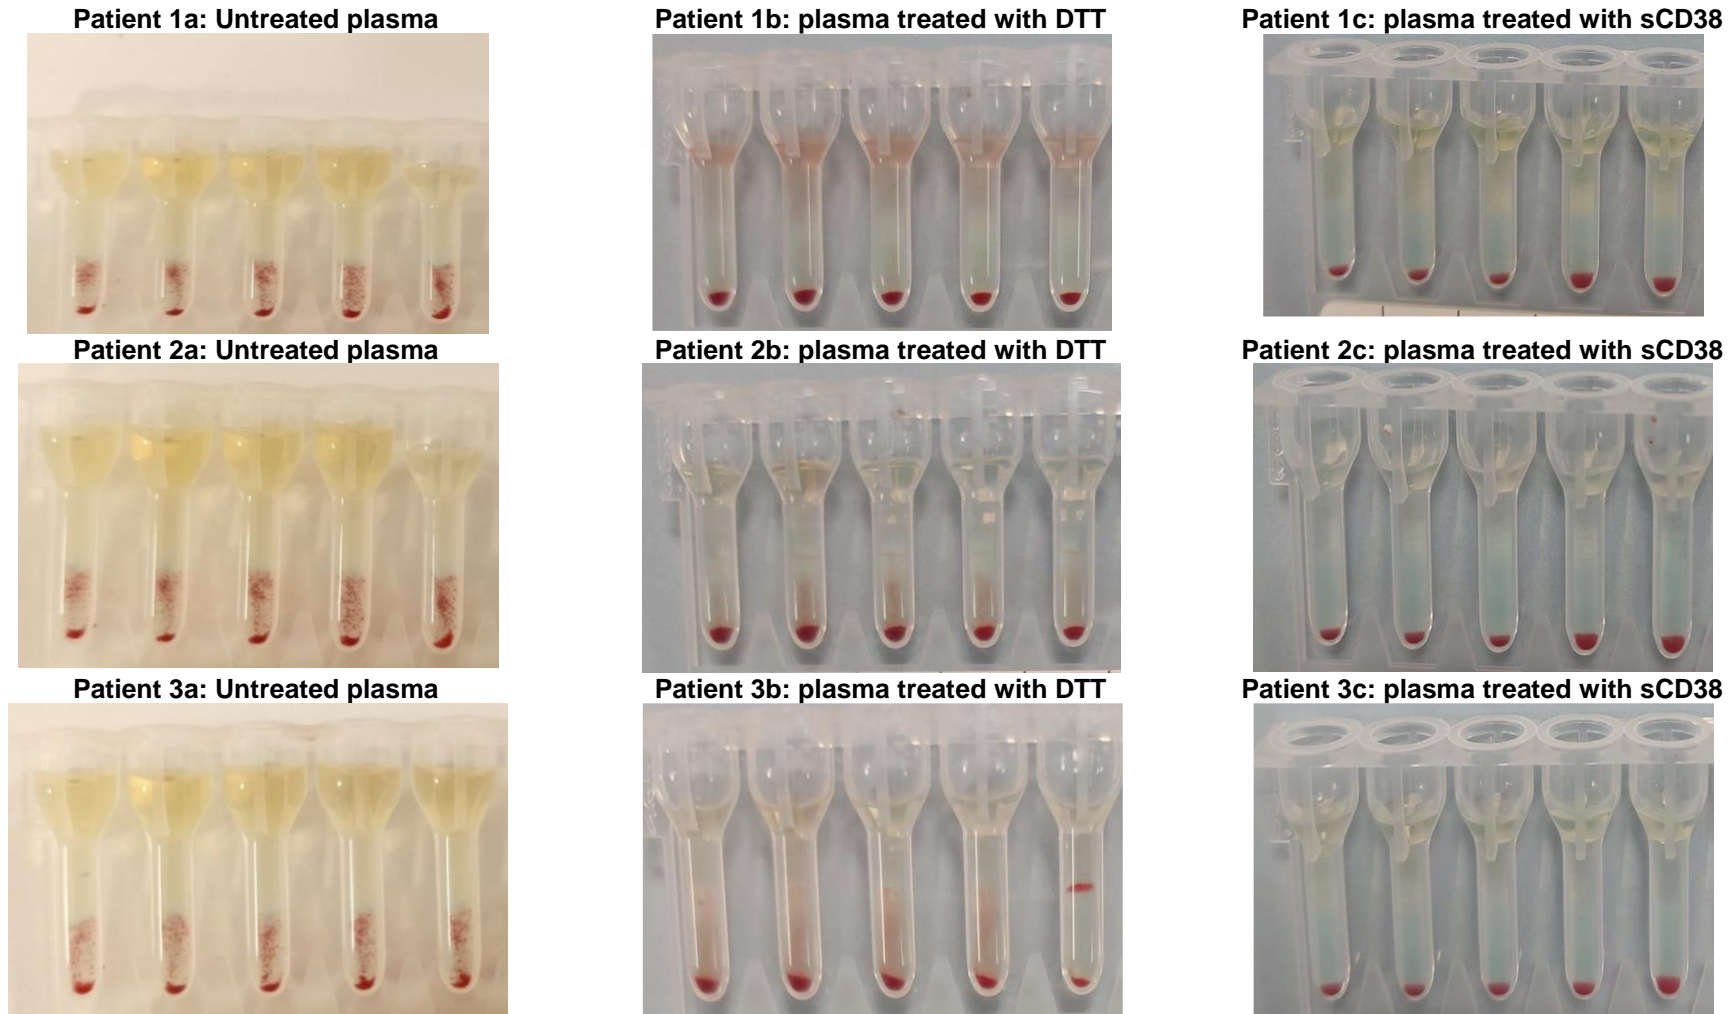 Patient 1a: Untreated plasma
Patient 1b: plasma treated with DTT
Patient 1c: plasma treated with sCD38
Patient 2a: Untreated plasma
Patient 2b: plasma treated with DTT
Patient 2c: plasma treated with sCD38
Patient 3a: Untreated plasma
Patient 3b: plasma treated with DTT
Patient 3c: plasma treated with sCD38